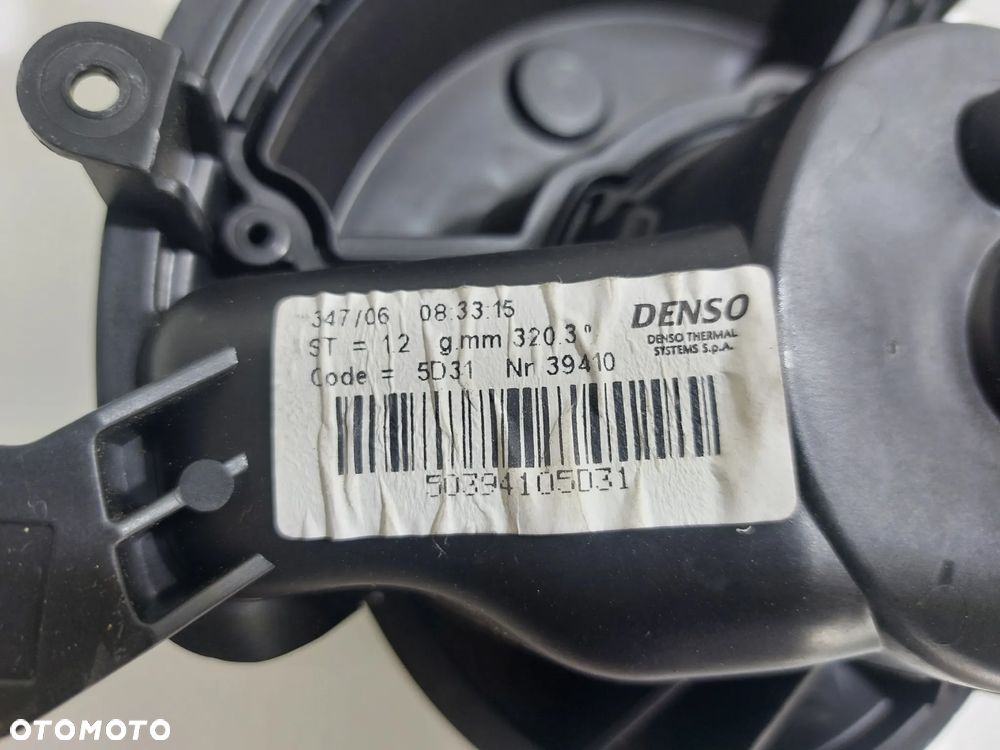 347/06 08:33:15
ST = 12 g.mm 320.3°
Code = 5D31 Nr 39410
DENSO
DENSO THERMAL
SYSTEMS S.p.A.
50394105D31
OTOMOTO